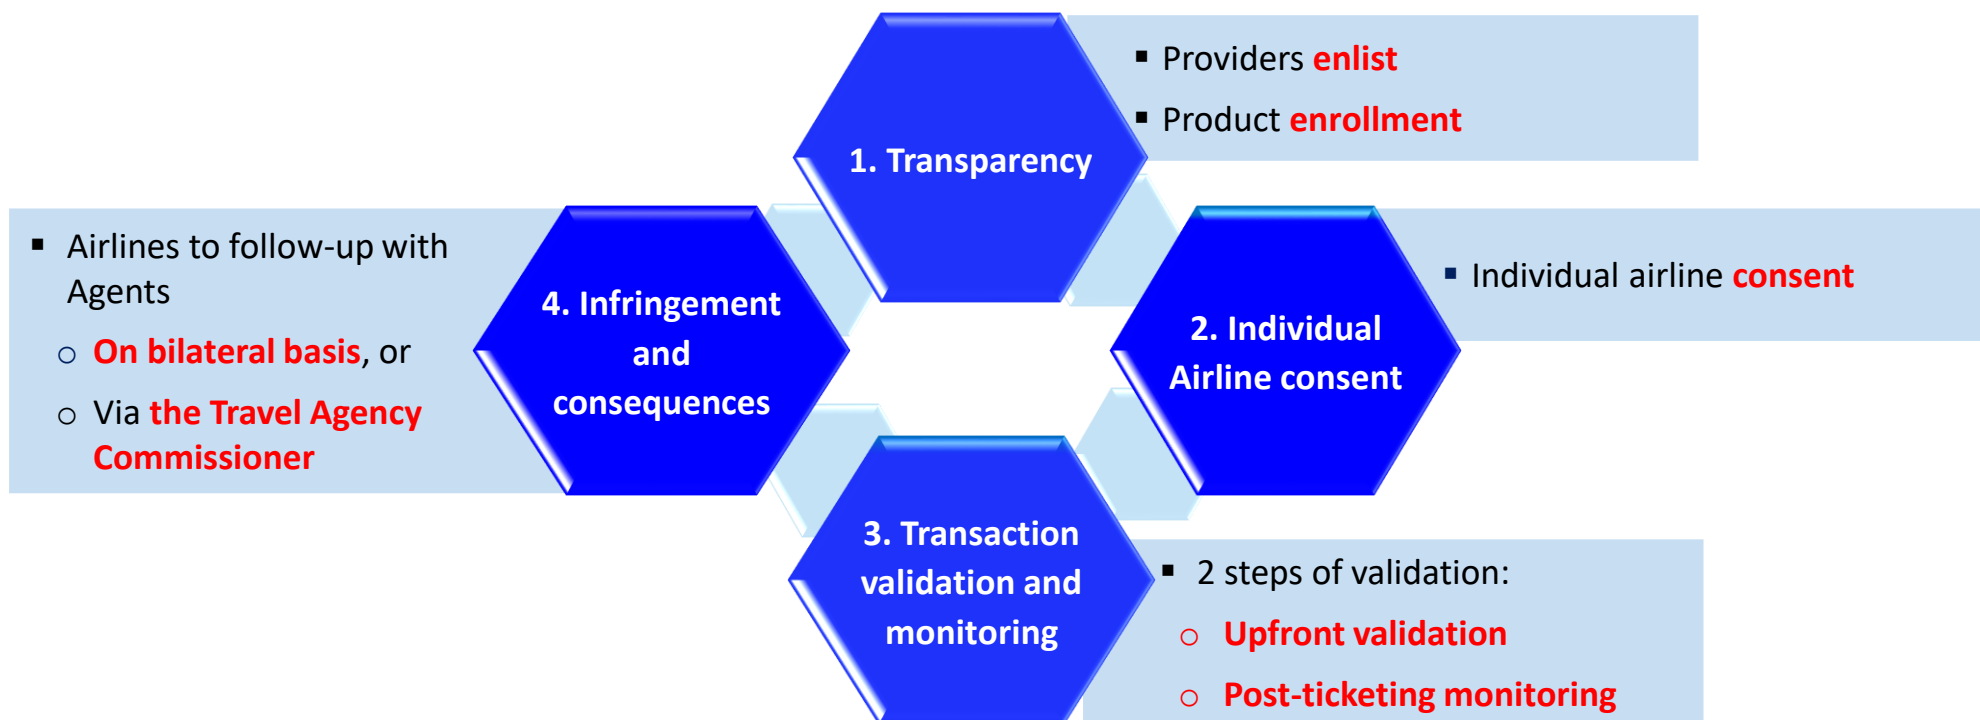 1. Transparency
▪ Providers enlist
▪ Product enrollment
2. Individual
Airline consent
▪ Individual airline consent
3. Transaction
validation and
monitoring
▪ 2 steps of validation:
o Upfront validation
o Post-ticketing monitoring
4. Infringement
and
consequences
▪ Airlines to follow-up with
Agents
o On bilateral basis, or
o Via the Travel Agency
Commissioner